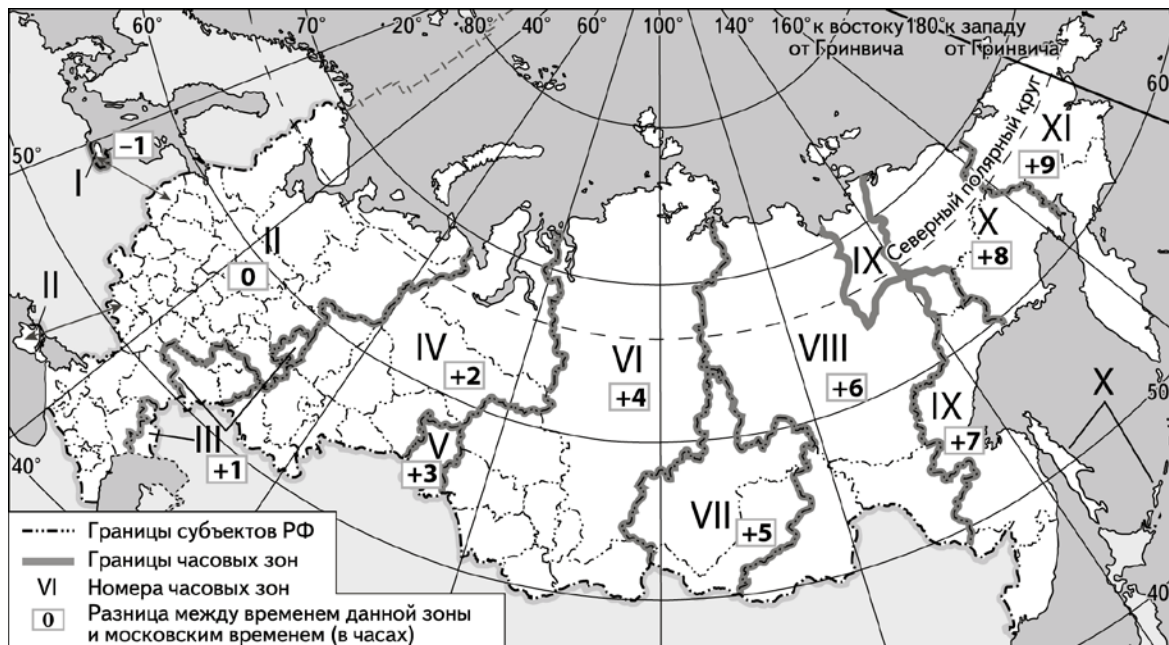 60° 70° 20° 80° 100° 140° 160° к востоку 180° к западу
от Гринвича от Гринвича
60°
50°
-1
I
XI
+9
Северный полярный круг
II
0
X
+8
IX
II
IV
+2
VI
+4
VIII
+6
X
50°
III
+1
V
+3
IX
+7
40°
VII
+5
40°
Границы субъектов РФ
Границы часовых зон
VI Номера часовых зон
0 Разница между временем данной зоны
и московским временем (в часах)